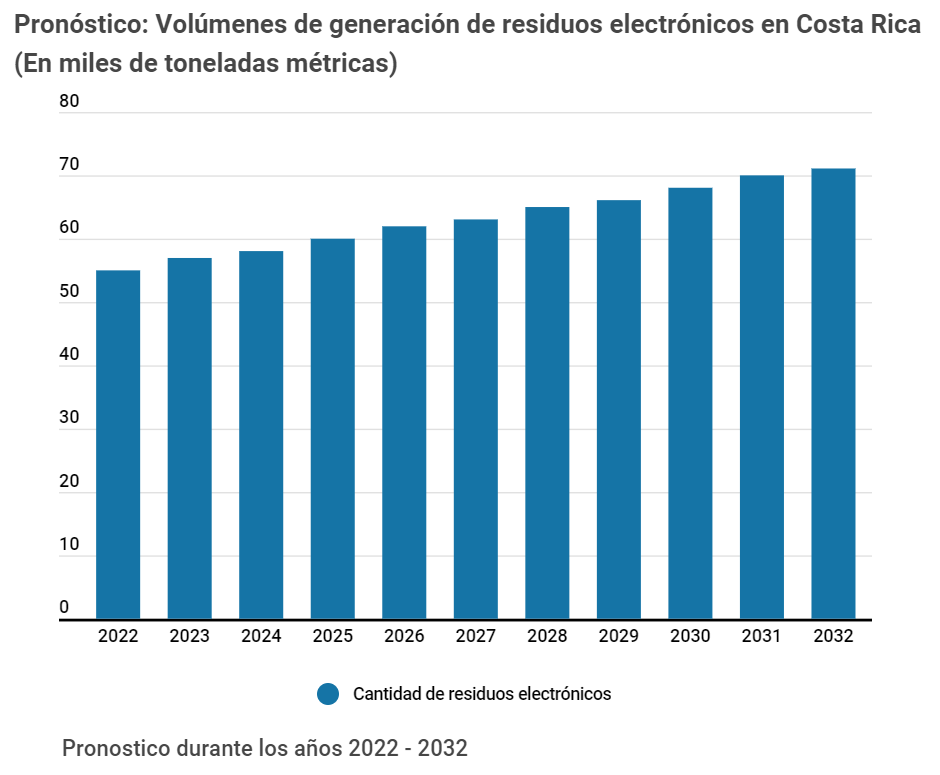 Pronóstico: Volúmenes de generación de residuos electrónicos en Costa Rica
(En miles de toneladas métricas)
80
70
60
50
40
30
20
10
0
2022 2023 2024 2025 2026 2027 2028 2029 2030 2031 2032
Cantidad de residuos electrónicos
Pronostico durante los años 2022 - 2032